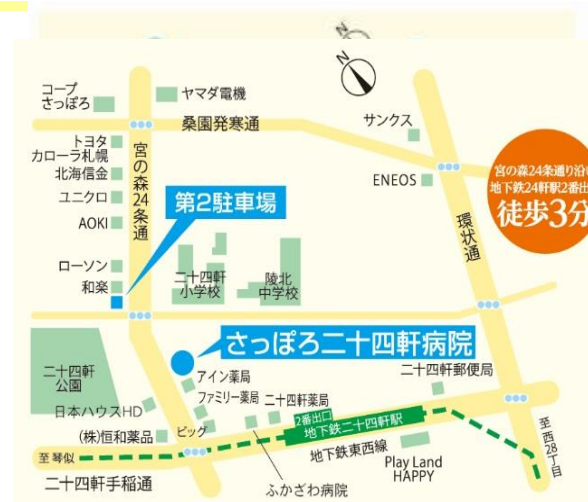 N
N
コープ
さっぽろ
ヤマダ電機
桑園発寒通
サンクス
トヨタ
カローラ札幌
北海信金
ユニクロ
AOKI
宮の森24条通
第2駐車場
ENEOS
環状通
宮の森24条通り沿い
地下鉄24軒駅2番出
徒歩3分
ローソン
和楽
二十四軒
小学校
陵北
中学校
さっぽろ二十四軒病院
二十四軒
公園
アイン薬局
ファミリー薬局
二十四軒薬局
二十四軒郵便局
日本ハウスHD
(株)恒和薬品
ビッグ
2番出口
地下鉄二十四軒駅
地下鉄東西線
Play Land
HAPPY
至琴似
至西28丁目
二十四軒手稲通
ふかざわ病院